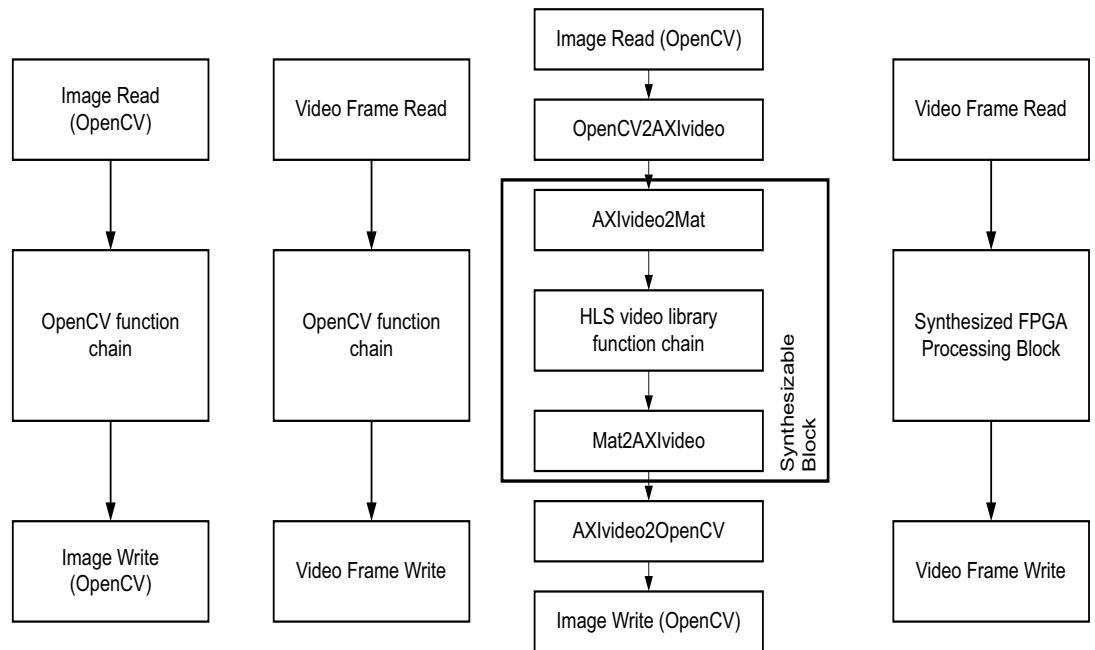 Image Read
(OpenCV)
OpenCV function
chain
Image Write
(OpenCV)
Video Frame Read
OpenCV function
chain
Video Frame Write
Image Read (OpenCV)
OpenCV2AXIvideo
AXIvideo2Mat
HLS video library
function chain
Mat2AXIvideo
Synthesizable
Block
AXIvideo2OpenCV
Image Write (OpenCV)
Video Frame Read
Synthesized FPGA
Processing Block
Video Frame Write